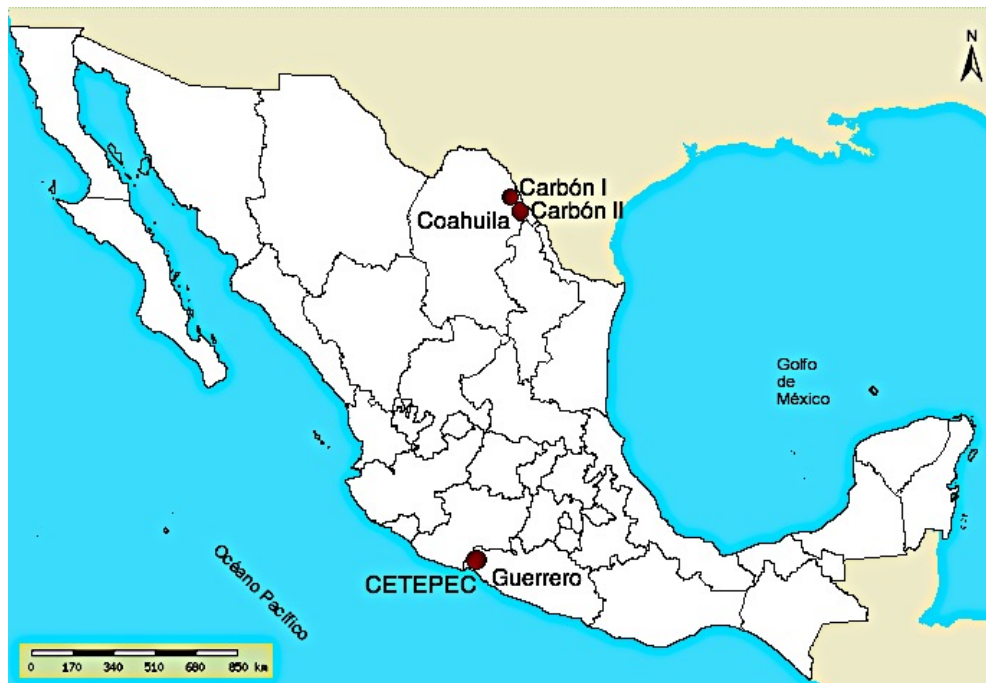 N
Carbón I
Carbón II
Coahuila
Golfo
de
México
CETEPEC
Guerrero
Océano Pacífico
0 170 340 510 680 850 km